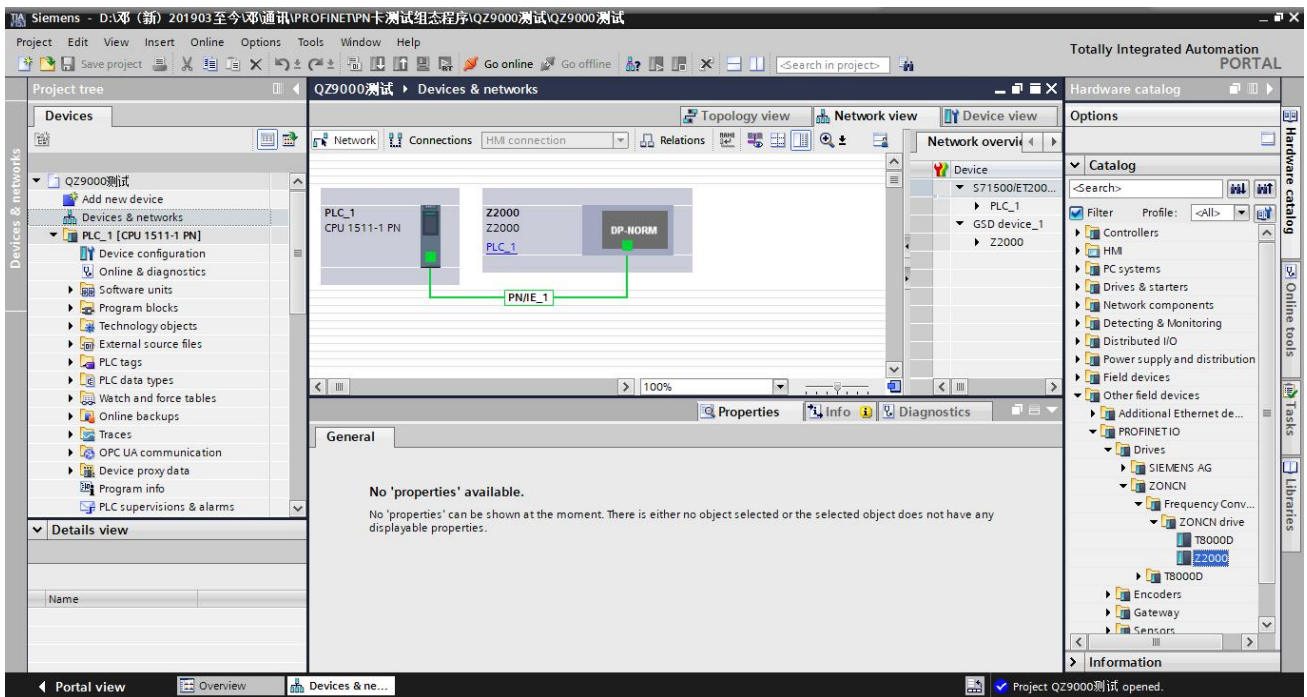 Siemens - D:\邓（新）201903至今\邓\通讯\PROFINET\PN卡测试组态程序\QZ9000测试\QZ9000测试
Project Edit View Insert Online Options Tools Window Help
Save project Go online Go offline <Search in project>
Totally Integrated Automation
PORTAL
Project tree
Devices
Devices & networks
QZ9000测试
Add new device
Devices & networks
PLC_1 [CPU 1511-1 PN]
Device configuration
Online & diagnostics
Software units
Program blocks
Technology objects
External source files
PLC tags
PLC data types
Watch and force tables
Online backups
Traces
OPC UA communication
Device proxy data
Program info
PLC supervisions & alarms
Details view
Name
QZ9000测试 Devices & networks
Topology view Network view Device view
Network Connections HMI connection Relations
PLC_1
CPU 1511-1 PN
Z2000
Z2000
PLC_1
DP-NORM
PN/IE_1
100%
Device
S71500/ET200...
PLC_1
GSD device_1
Z2000
Properties Info Diagnostics
General
No 'properties' available.
No 'properties' can be shown at the moment. There is either no object selected or the selected object does not have any
displayable properties.
Hardware catalog
Options
Catalog
<Search>
Filter Profile: <All>
Controllers
HMI
PC systems
Drives & starters
Network components
Detecting & Monitoring
Distributed I/O
Power supply and distribution
Field devices
Other field devices
Additional Ethernet de...
PROFINET IO
Drives
SIEMENS AG
ZONCN
Frequency Conv...
ZONCN drive
T8000D
Z2000
T8000D
Encoders
Gateway
Sensors
Information
Hardware catalog
Online tools
Tasks
Libraries
Portal view Overview Devices & ne... Project QZ9000测试 opened.